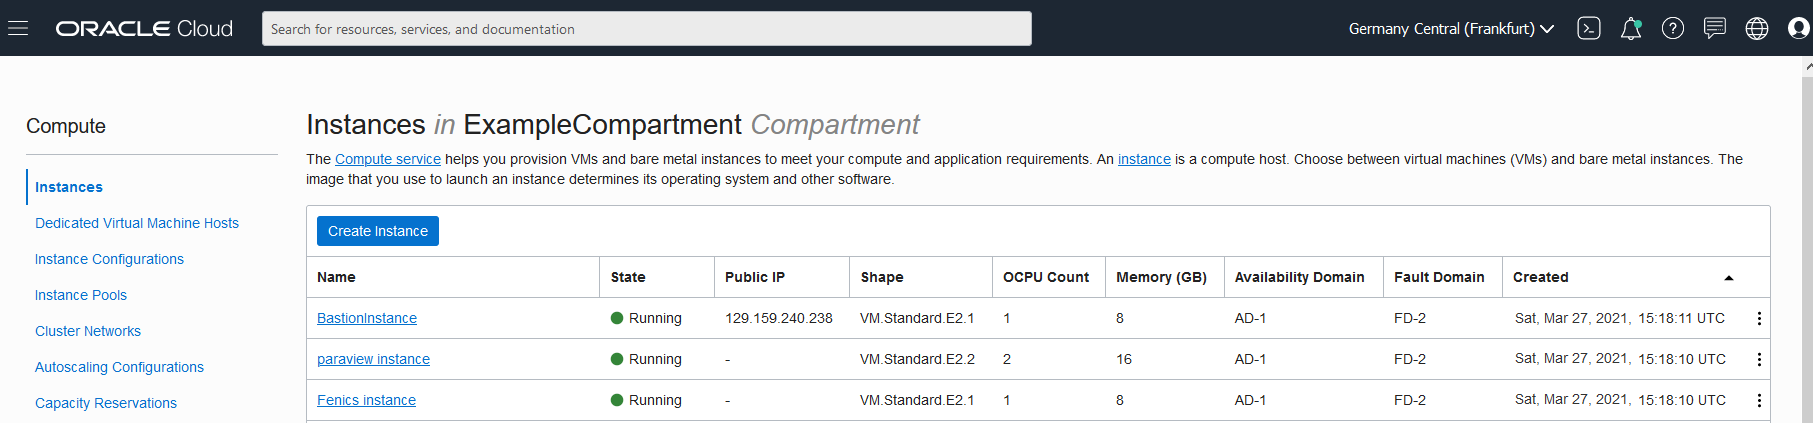 ORACLE Cloud Search for resources, services, and documentation Germany Central (Frankfurt)
Compute
Instances
Dedicated Virtual Machine Hosts
Instance Configurations
Instance Pools
Cluster Networks
Autoscaling Configurations
Capacity Reservations
Instances in ExampleCompartment Compartment
The Compute service helps you provision VMs and bare metal instances to meet your compute and application requirements. An instance is a compute host. Choose between virtual machines (VMs) and bare metal instances. The
image that you use to launch an instance determines its operating system and other software.
Create Instance
Name State Public IP Shape OCPU Count Memory (GB) Availability Domain Fault Domain Created
BastionInstance Running 129.159.240.238 VM.Standard.E2.1 1 8 AD-1 FD-2 Sat, Mar 27, 2021, 15:18:11 UTC
paraview instance Running - VM.Standard.E2.2 2 16 AD-1 FD-2 Sat, Mar 27, 2021, 15:18:10 UTC
Fenics instance Running - VM.Standard.E2.1 1 8 AD-1 FD-2 Sat, Mar 27, 2021, 15:18:10 UTC